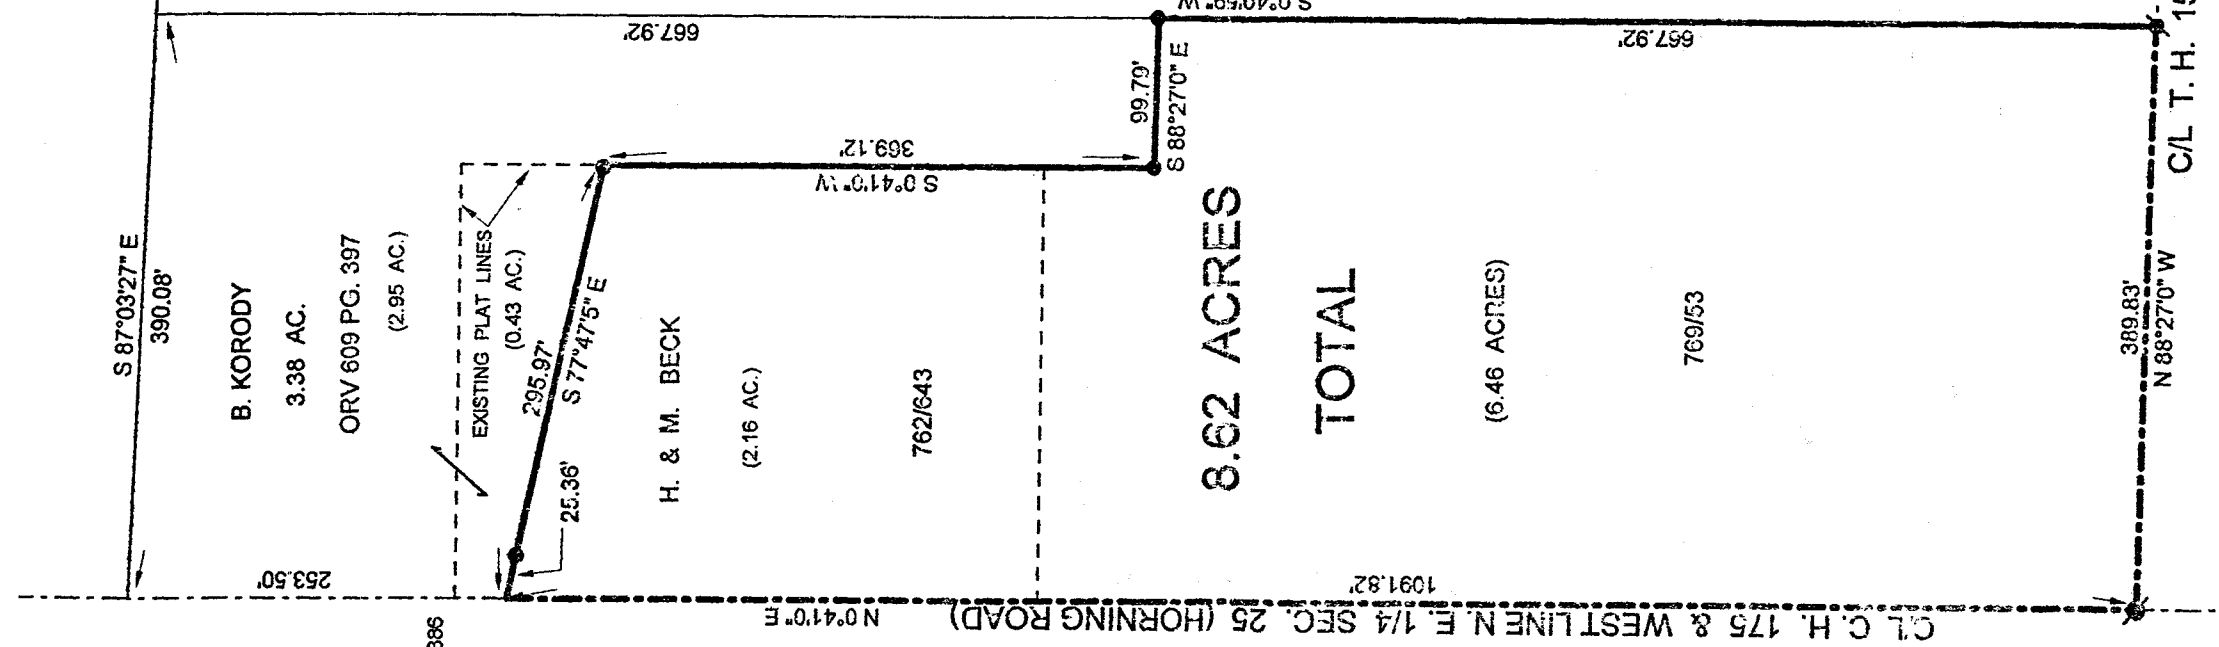 S 87°03'27" E
390.08'
B. KORODY
3.38 AC.
ORV 609 PG. 397
(2.95 AC.)
EXISTING PLAT LINES
(0.43 AC.)
295.97'
S 77°47'5" E
25.36'
H. & M. BECK
(2.16 AC.)
762/643
667.92'
369.12'
S 0°41'0" W
99.79'
S 88°27'0" E
S 0°40'59" W
667.92'
8.62 ACRES
TOTAL
(6.46 ACRES)
769/53
389.83'
N 88°27'0" W
C/L T. H. 15
253.50'
N 0°41'0" E
1091.82'
C/L C. H. 175 & WEST LINE N. E. 1/4 SEC. 25 (HORNING ROAD)